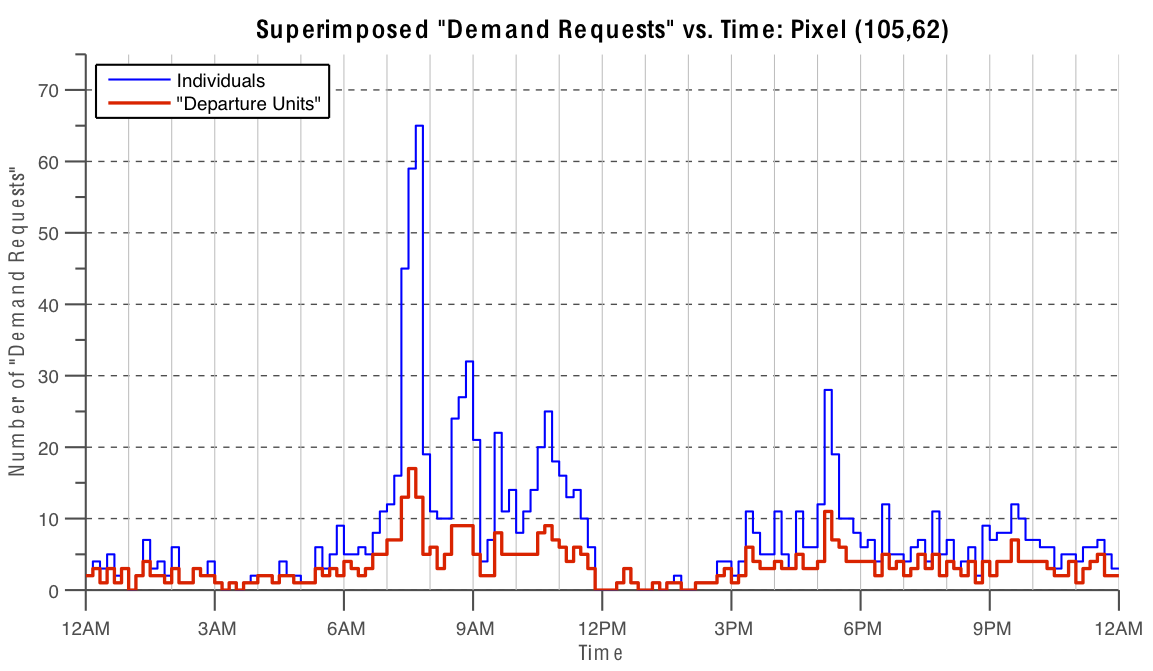 Superimposed "Demand Requests" vs. Time: Pixel (105,62)
Individuals
"Departure Units"
Number of "Demand Requests"
70
60
50
40
30
20
10
0
12AM 3AM 6AM 9AM 12PM 3PM 6PM 9PM 12AM
Time